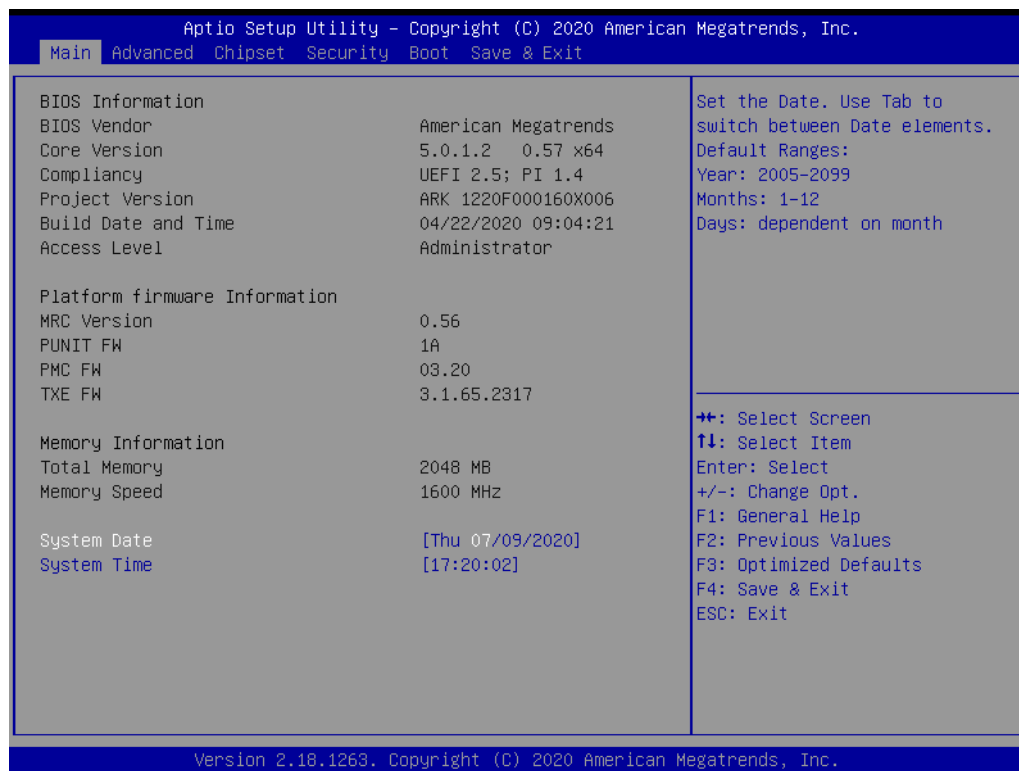 Aptio Setup Utility – Copyright (C) 2020 American Megatrends, Inc.
Main Advanced Chipset Security Boot Save & Exit
BIOS Information
BIOS Vendor American Megatrends
Core Version 5.0.1.2 0.57 x64
Compliancy UEFI 2.5; PI 1.4
Project Version ARK 1220F000160X006
Build Date and Time 04/22/2020 09:04:21
Access Level Administrator
Platform firmware Information
MRC Version 0.56
PUNIT FW 1A
PMC FW 03.20
TXE FW 3.1.65.2317
Memory Information
Total Memory 2048 MB
Memory Speed 1600 MHz
System Date [Thu 07/09/2020]
System Time [17:20:02]
Set the Date. Use Tab to
switch between Date elements.
Default Ranges:
Year: 2005-2099
Months: 1-12
Days: dependent on month
→←: Select Screen
↑↓: Select Item
Enter: Select
+/-: Change Opt.
F1: General Help
F2: Previous Values
F3: Optimized Defaults
F4: Save & Exit
ESC: Exit
Version 2.18.1263. Copyright (C) 2020 American Megatrends, Inc.